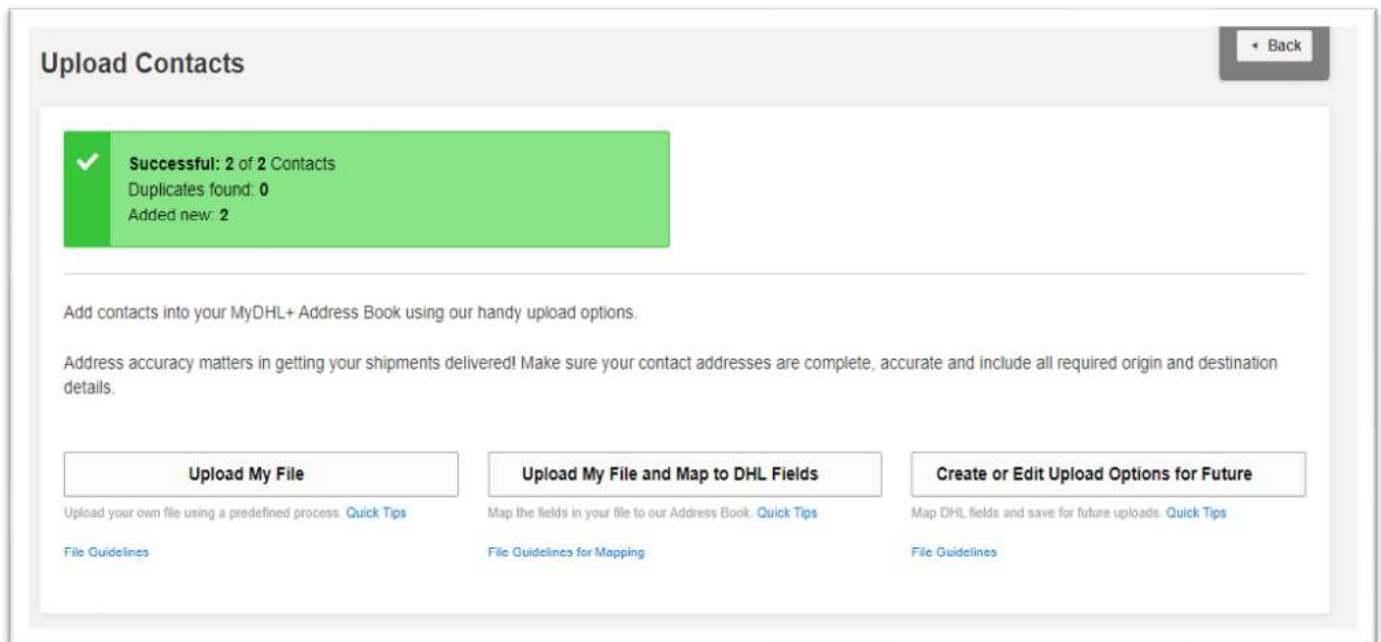 Back
Upload Contacts
Successful: 2 of 2 Contacts
Duplicates found: 0
Added new: 2
Add contacts into your MyDHL+ Address Book using our handy upload options.
Address accuracy matters in getting your shipments delivered! Make sure your contact addresses are complete, accurate and include all required origin and destination
details.
Upload My File
Upload My File and Map to DHL Fields
Create or Edit Upload Options for Future
Upload your own file using a predefined process. Quick Tips
Map the fields in your file to our Address Book. Quick Tips
Map DHL fields and save for future uploads. Quick Tips
File Guidelines
File Guidelines for Mapping
File Guidelines